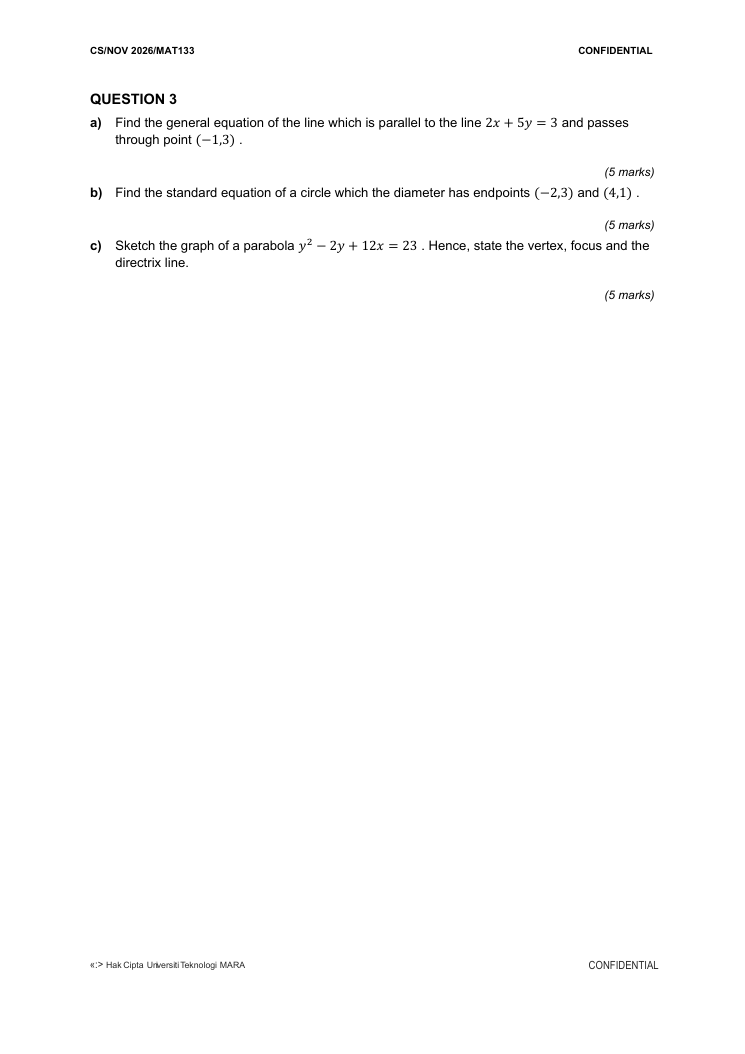 CS/NOV 2026/MAT133 CONFIDENTIAL
QUESTION 3
a) Find the general equation of the line which is parallel to the line 2x + 5y = 3 and passes
through point (−1,3) .
(5 marks)
b) Find the standard equation of a circle which the diameter has endpoints (−2,3) and (4,1) .
(5 marks)
c) Sketch the graph of a parabola y² − 2y + 12x = 23 . Hence, state the vertex, focus and the
directrix line.
(5 marks)
«:> Hak Cipta Universiti Teknologi MARA CONFIDENTIAL